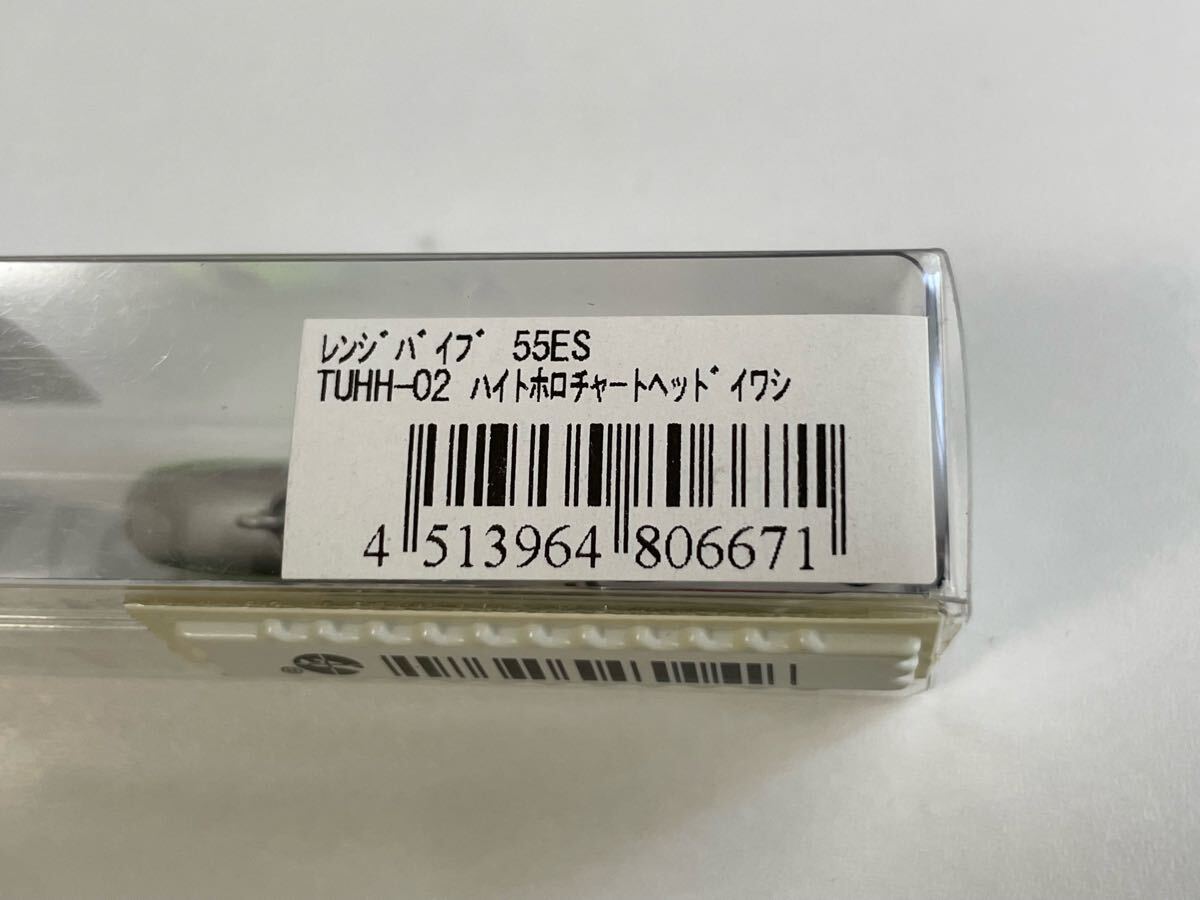 ﾚﾝｼﾞﾊﾞｲﾌﾞ 55ES
TUHH-02 ﾊｲﾄﾎﾛﾁｬｰﾄﾍｯﾄﾞｲﾜｼ
4 513964 806671
®